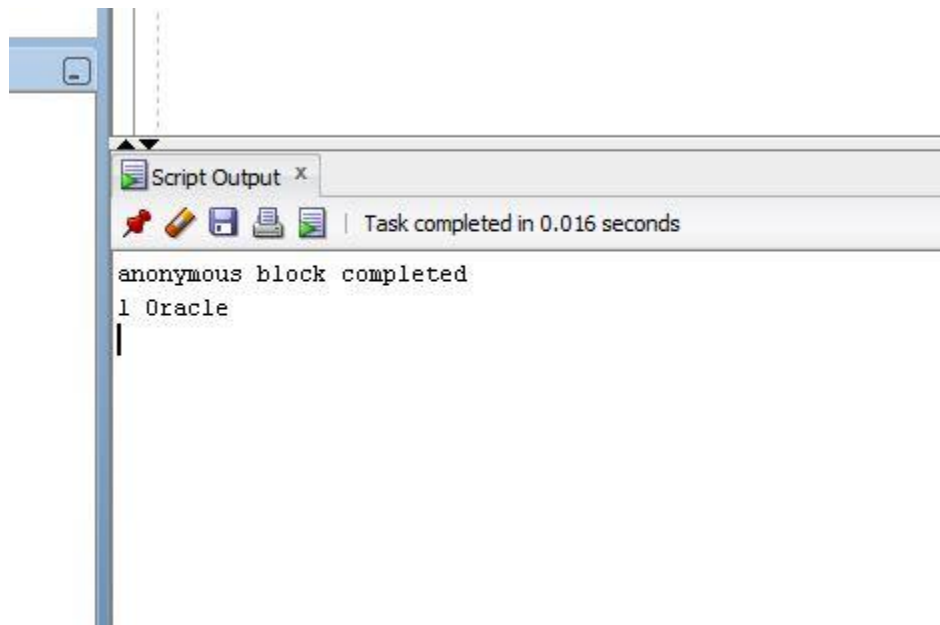 Script Output x
Task completed in 0.016 seconds
anonymous block completed
1 Oracle